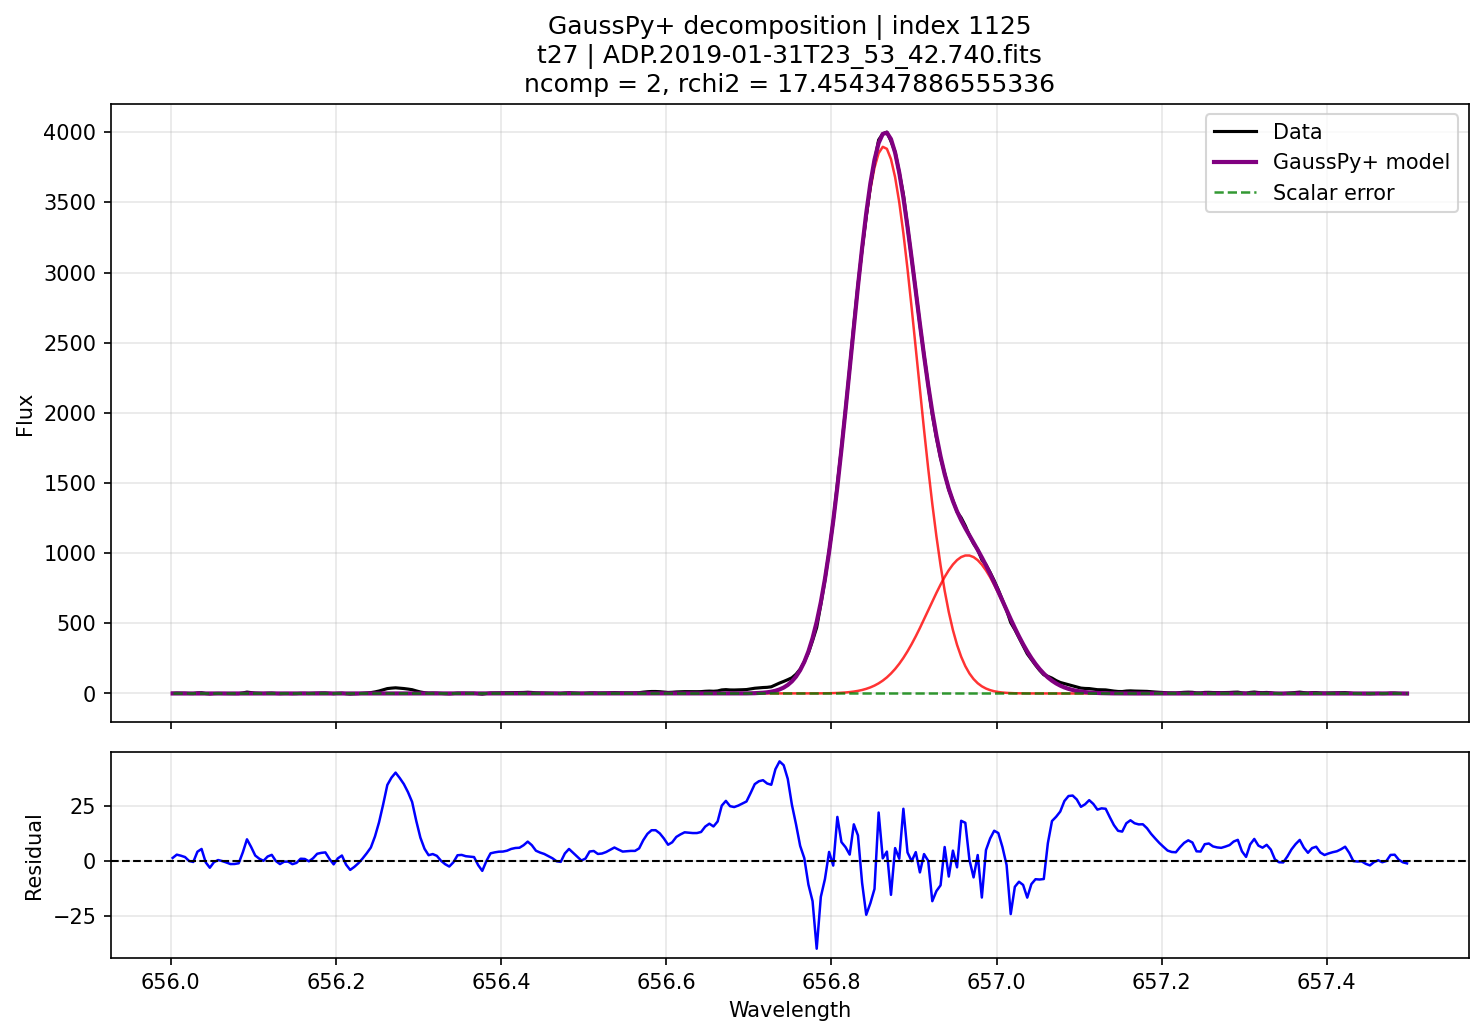 GaussPy+ decomposition | index 1125
t27 | ADP.2019-01-31T23_53_42.740.fits
ncomp = 2, rchi2 = 17.454347886555336
Data
GaussPy+ model
Scalar error
Flux
4000
3500
3000
2500
2000
1500
1000
500
0
Residual
25
0
−25
656.0
656.2
656.4
656.6
656.8
657.0
657.2
657.4
Wavelength